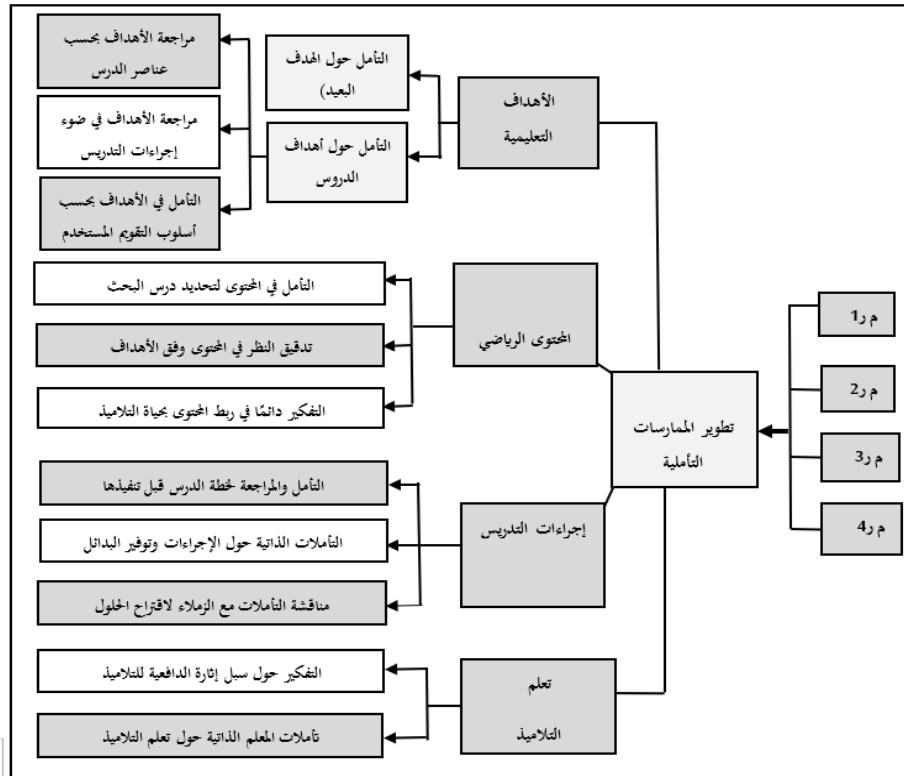 م ر1
م ر2
م ر3
م ر4
تطوير الممارسات
التأملية
الأهداف
التعليمية
التأمل حول الهدف
البعيد)
التأمل حول أهداف
الدروس
مراجعة الأهداف بحسب
عناصر الدرس
مراجعة الأهداف في ضوء
إجراءات التدريس
التأمل في الأهداف بحسب
أسلوب التقويم المستخدم
المحتوى الرياضي
التأمل في المحتوى لتحديد درس البحث
تدقيق النظر في المحتوى وفق الأهداف
التفكير دائمًا في ربط المحتوى بحياة التلاميذ
إجراءات التدريس
التأمل والمراجعة لخطة الدرس قبل تنفيذها
التأملات الذاتية حول الإجراءات وتوفير البدائل
مناقشة التأملات مع الزملاء لاقتراح الحلول
تعلم
التلاميذ
التفكير حول سبل إثارة الدافعية للتلاميذ
تأملات المعلم الذاتية حول تعلم التلاميذ